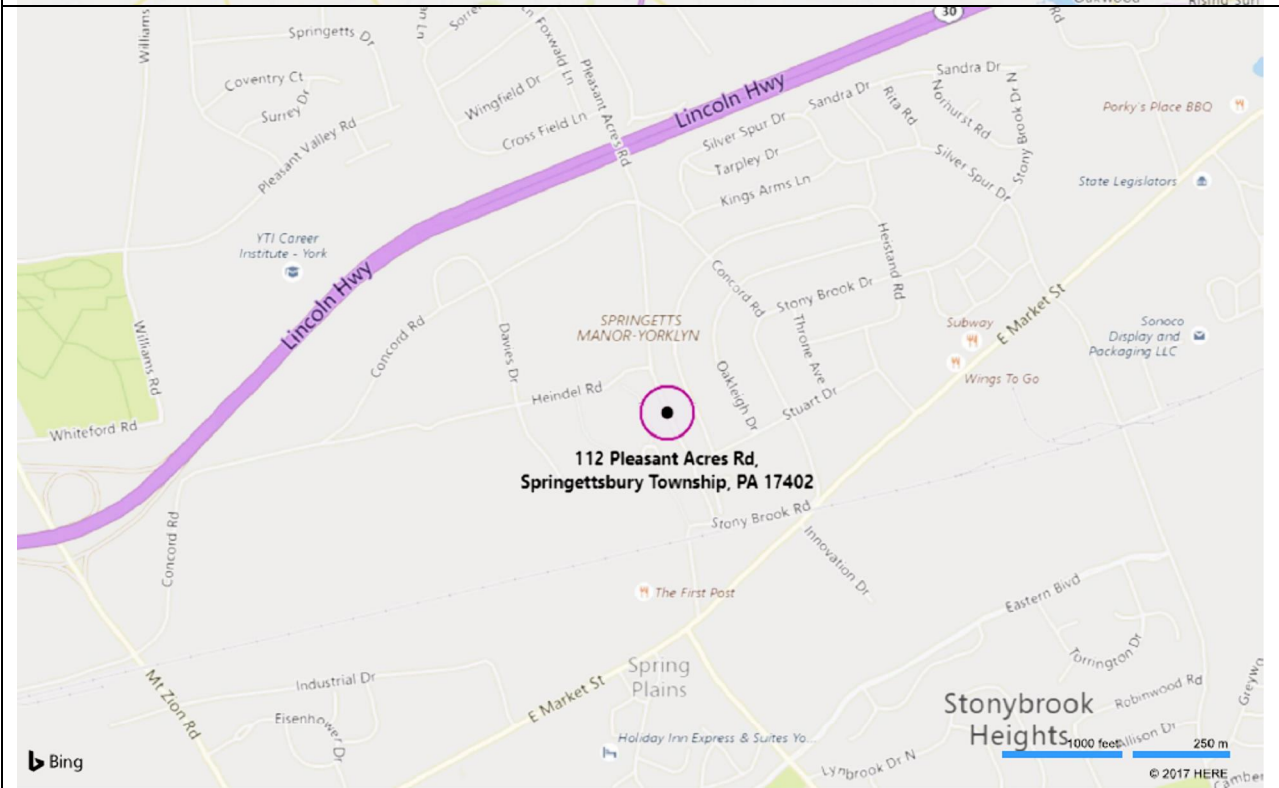 30
Oakwood
Rising Sun
Rd
Williams
Springetts Dr
Ln
Foxwald Ln
Pleasant Acres Rd
Coventry Ct
Surrey Dr
Wingfield Dr
Cross Field Ln
Pleasant Valley Rd
Lincoln Hwy
Sandra Dr
Sandra Dr
Rita Rd
Norhurst Rd
Stony Brook Dr N
Silver Spur Dr
Silver Spur Dr
Tarpley Dr
Kings Arms Ln
Porky's Place BBQ
State Legislators
YTI Career
Institute - York
Lincoln Hwy
Williams Rd
Concord Rd
Davies Dr
SPRINGETTS
MANOR-YORKLYN
Concord Rd
Stony Brook Dr
Heistand Rd
Throne Ave
Oakleigh Dr
Stuart Dr
Subway
E Market St
Wings To Go
Sonoco
Display and
Packaging LLC
Heindel Rd
Whiteford Rd
112 Pleasant Acres Rd,
Springettsbury Township, PA 17402
Stony Brook Rd
Innovation Dr
Concord Rd
The First Post
Eastern Blvd
Torrington Dr
Robinwood Rd
Spring
Plains
Mt Zion Rd
Industrial Dr
Eisenhower Dr
E Market St
Stonybrook
Heights
Allison Dr
Holiday Inn Express & Suites Yo...
Lynbrook Dr N
1000 feet
250 m
Bing
© 2017 HERE